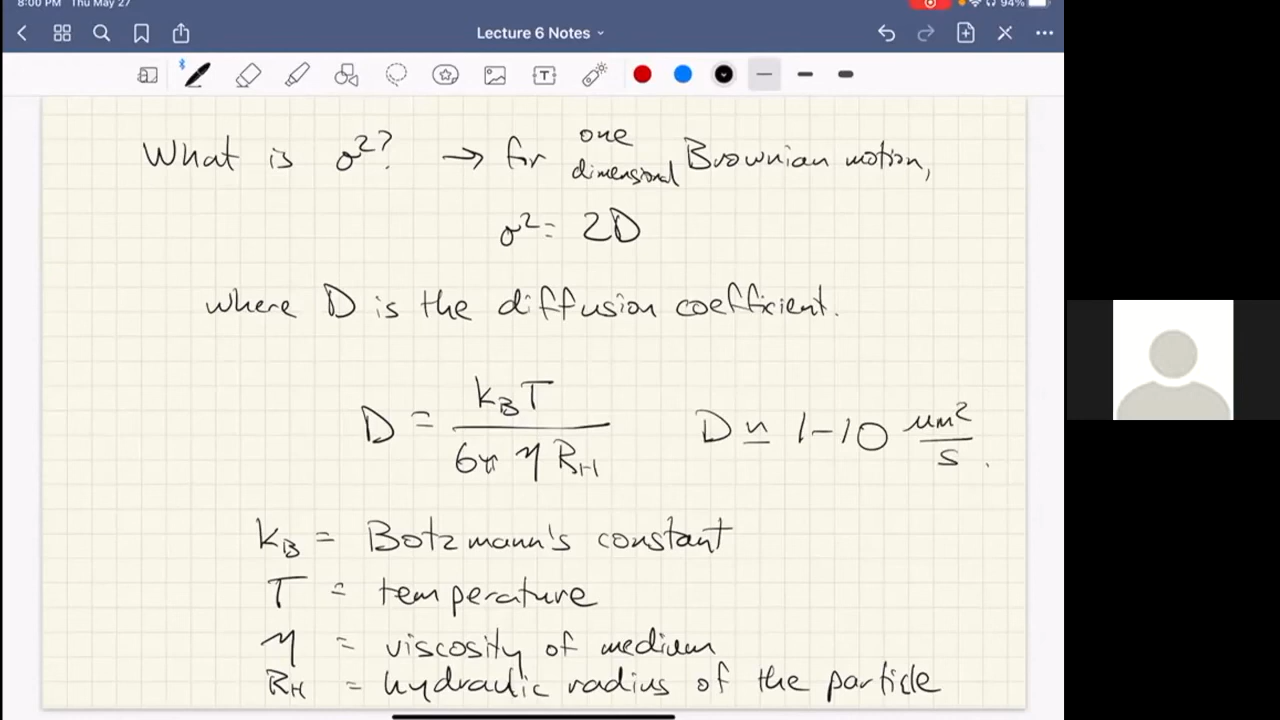 8:00 PM Thu May 27
94%
Lecture 6 Notes
What is σ²? → for one dimensional Brownian motion,
σ² = 2D
where D is the diffusion coefficient.
D = k_B T / 6π η R_H    D ≃ 1-10 μm²/s.
k_B = Botzmann's constant
T = temperature
η = viscosity of medium
R_H = hydraulic radius of the particle